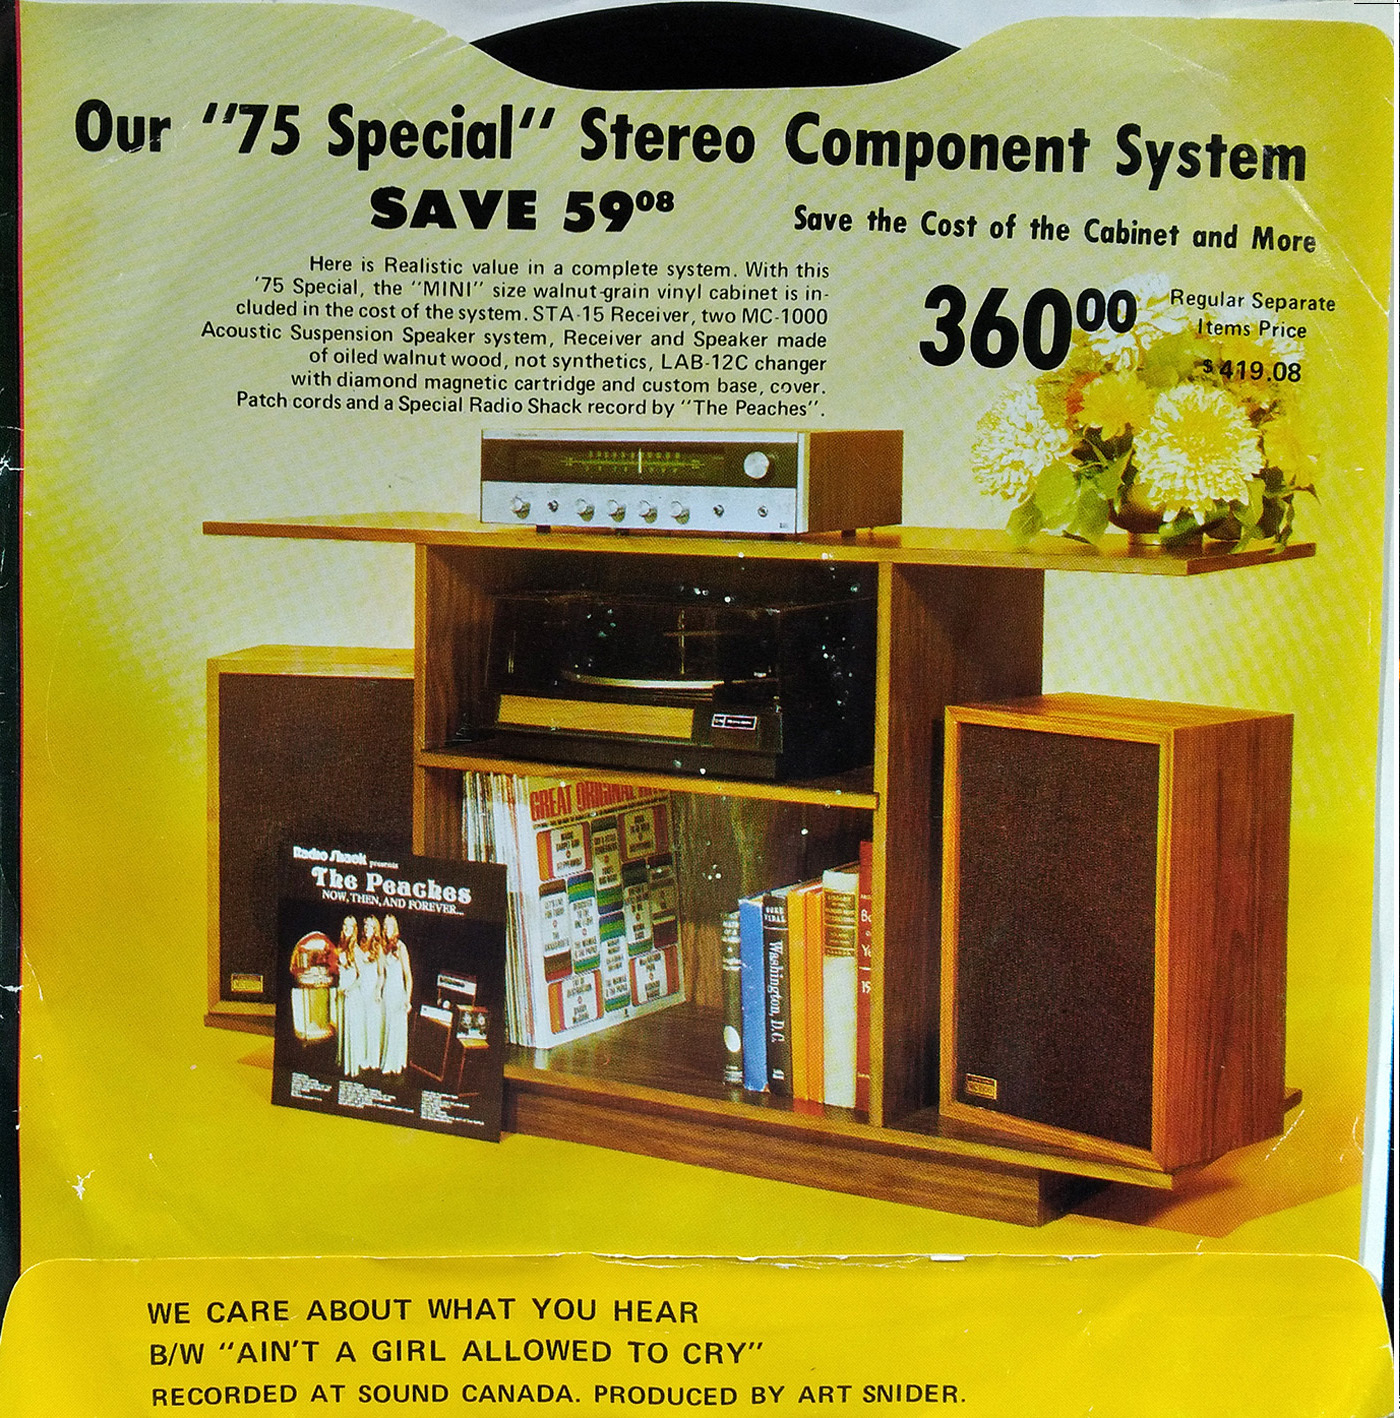 Our "75 Special" Stereo Component System
SAVE 59⁰⁸
Save the Cost of the Cabinet and More
Here is Realistic value in a complete system. With this
'75 Special, the "MINI" size walnut-grain vinyl cabinet is in-
cluded in the cost of the system. STA-15 Receiver, two MC-1000
Acoustic Suspension Speaker system, Receiver and Speaker made
of oiled walnut wood, not synthetics, LAB-12C changer
with diamond magnetic cartridge and custom base, cover.
Patch cords and a Special Radio Shack record by "The Peaches".
360⁰⁰
Regular Separate
Items Price
$419.08
GREAT ORIGINAL
Washington, D.C.
Radio Shack presents
The Peaches
NOW, THEN, AND FOREVER...
WE CARE ABOUT WHAT YOU HEAR
B/W "AIN'T A GIRL ALLOWED TO CRY"
RECORDED AT SOUND CANADA. PRODUCED BY ART SNIDER.